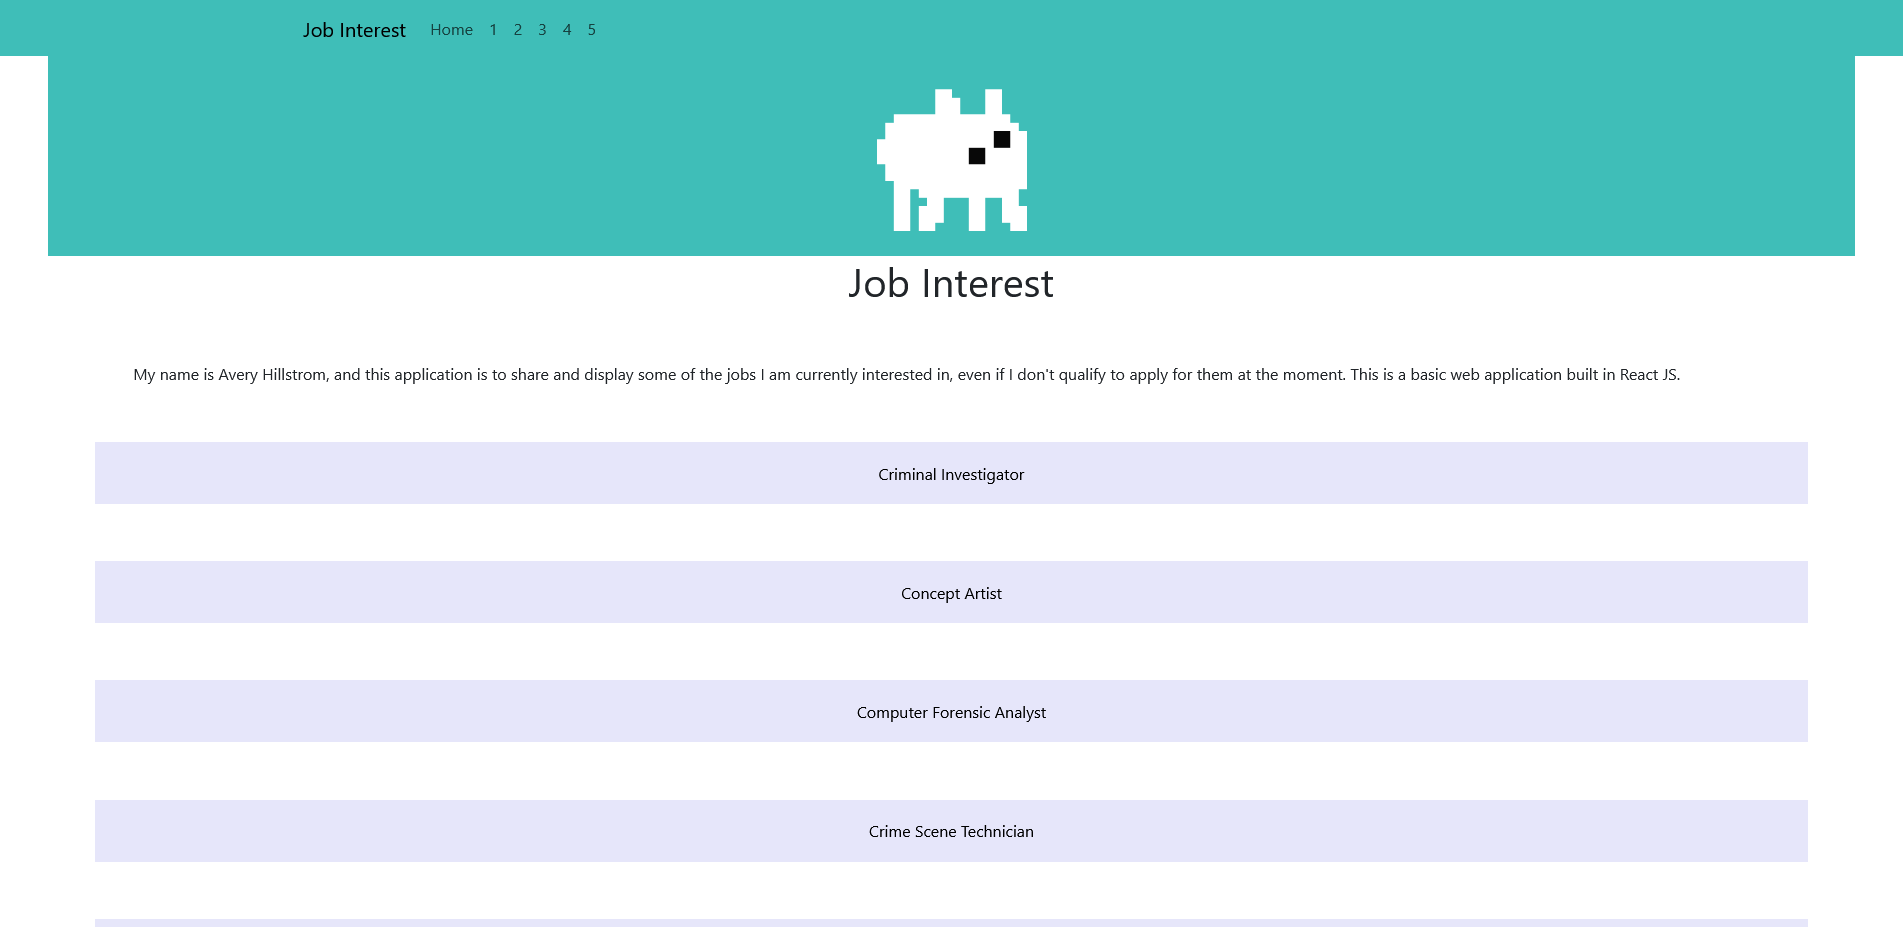 Job Interest Home 1 2 3 4 5
Job Interest
My name is Avery Hillstrom, and this application is to share and display some of the jobs I am currently interested in, even if I don't qualify to apply for them at the moment. This is a basic web application built in React JS.
Criminal Investigator
Concept Artist
Computer Forensic Analyst
Crime Scene Technician